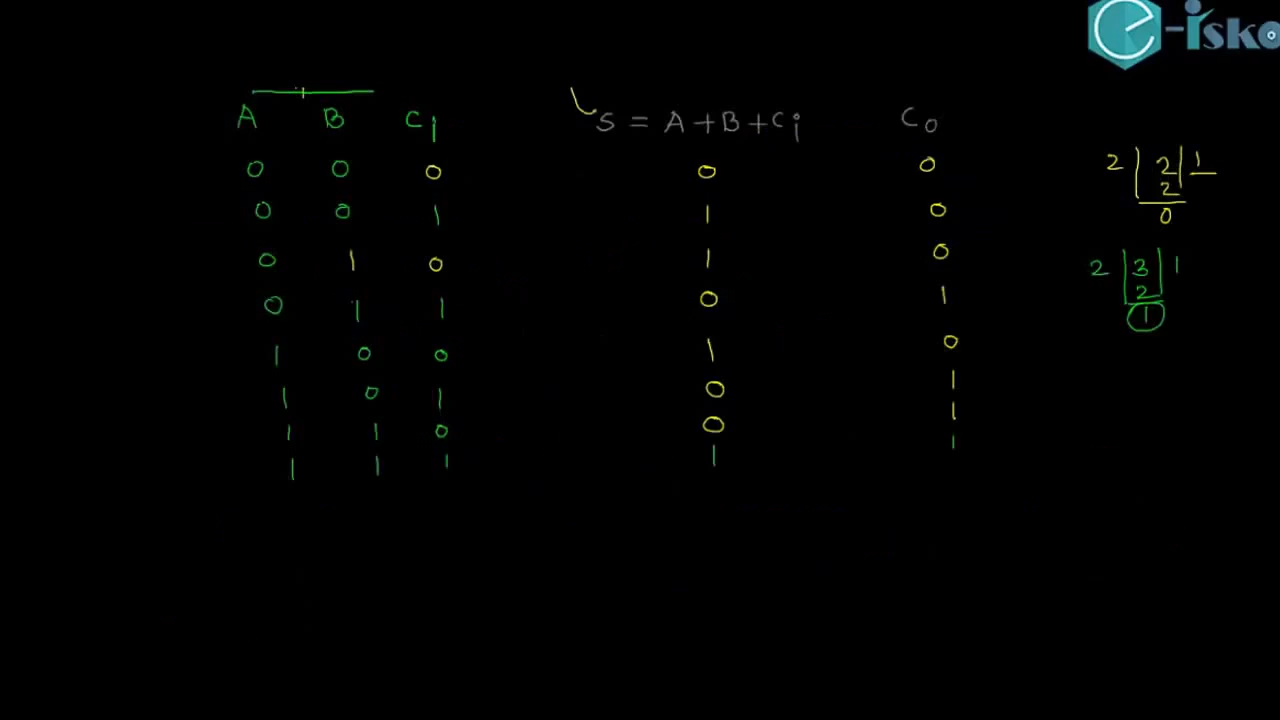 e-isko
A B Ci S = A + B + Ci Co
0 0 0 0 0 2 2 1
2
0 0 1 1 0 0
0 1 0 1 0 2 3 1
0 1 1 0 1 2
1
1 0 0 1 0
1 0 1 0 1
1 1 0 0 1
1 1 1 1 1